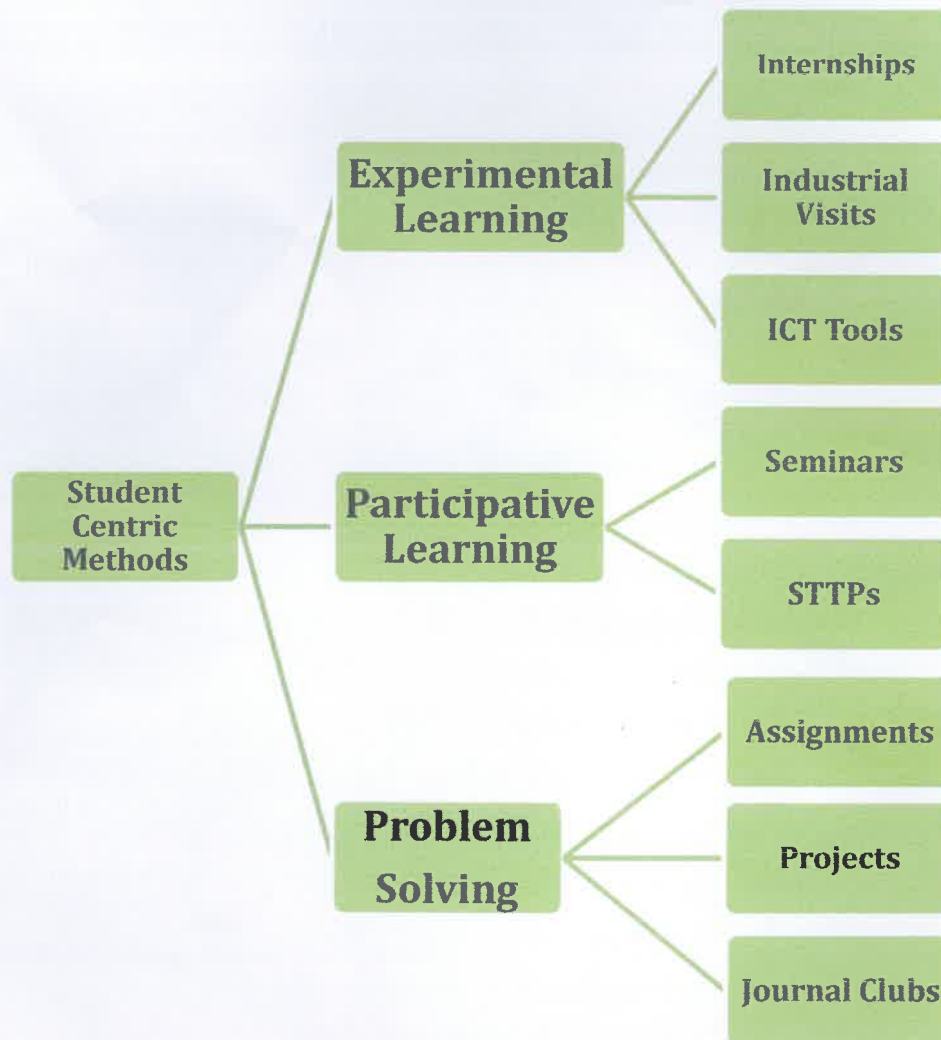 Student
Centric
Methods
Experimental
Learning
Internships
Industrial
Visits
ICT Tools
Participative
Learning
Seminars
STTPs
Problem
Solving
Assignments
Projects
Journal Clubs